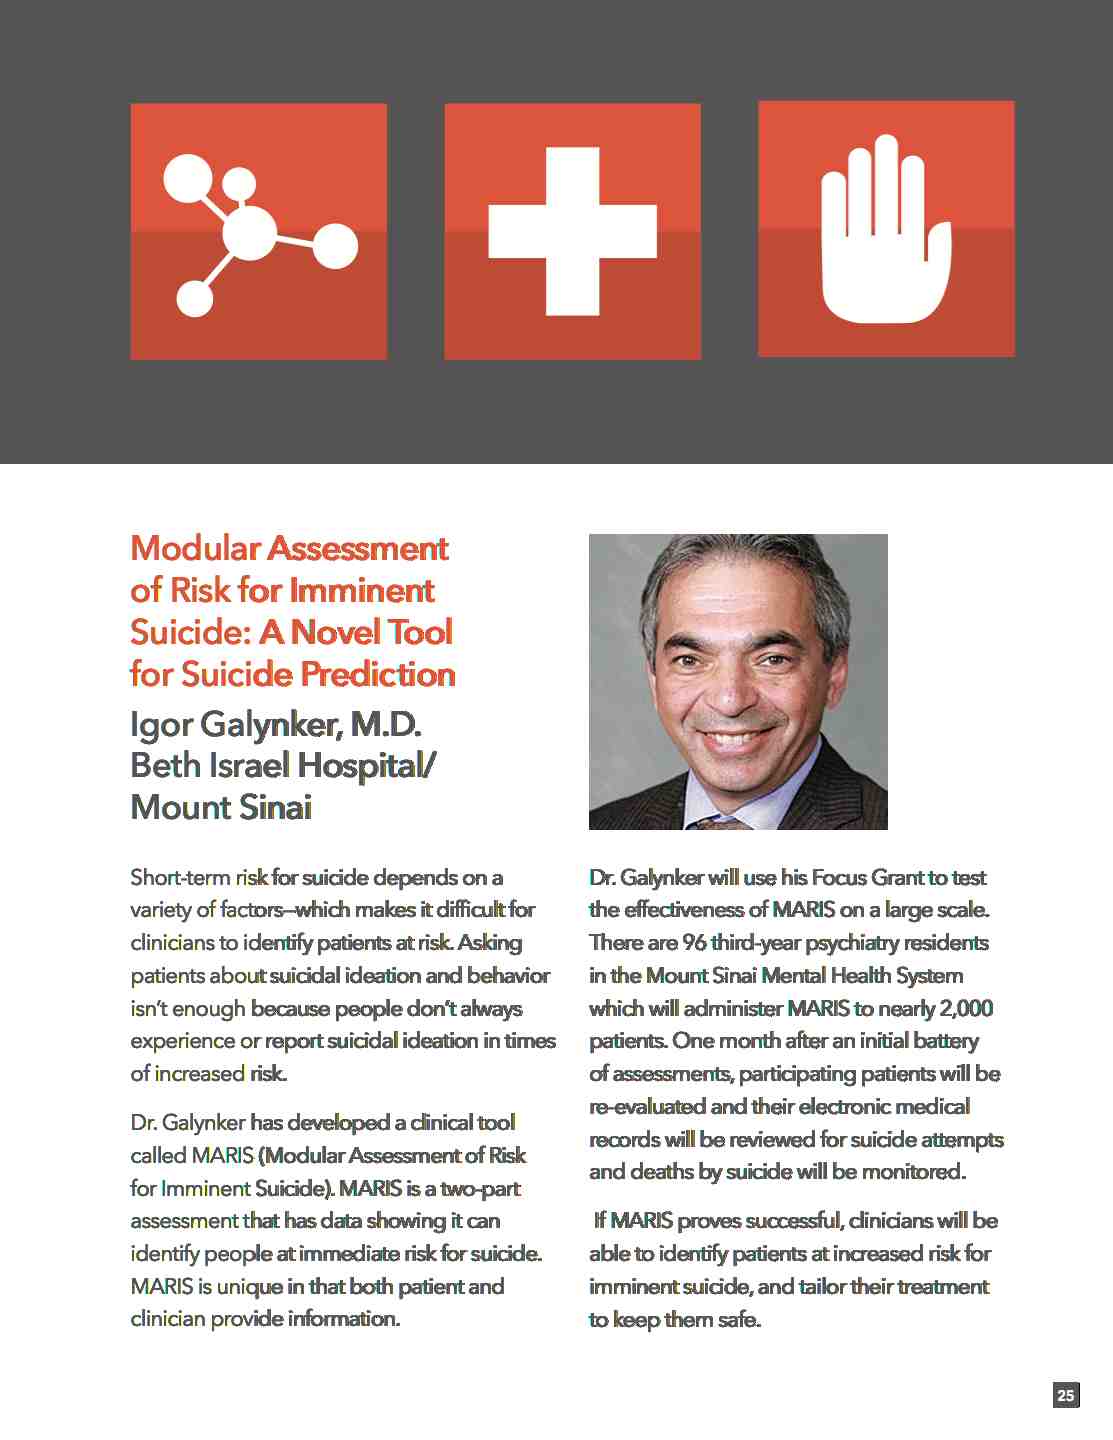 Modular Assessment
of Risk for Imminent
Suicide: A Novel Tool
for Suicide Prediction
Igor Galynker, M.D.
Beth Israel Hospital/
Mount Sinai
Short-term risk for suicide depends on a
variety of factors—which makes it difficult for
clinicians to identify patients at risk. Asking
patients about suicidal ideation and behavior
isn’t enough because people don’t always
experience or report suicidal ideation in times
of increased risk.
Dr. Galynker has developed a clinical tool
called MARIS (Modular Assessment of Risk
for Imminent Suicide). MARIS is a two-part
assessment that has data showing it can
identify people at immediate risk for suicide.
MARIS is unique in that both patient and
clinician provide information.
Dr. Galynker will use his Focus Grant to test
the effectiveness of MARIS on a large scale.
There are 96 third-year psychiatry residents
in the Mount Sinai Mental Health System
which will administer MARIS to nearly 2,000
patients. One month after an initial battery
of assessments, participating patients will be
re-evaluated and their electronic medical
records will be reviewed for suicide attempts
and deaths by suicide will be monitored.
If MARIS proves successful, clinicians will be
able to identify patients at increased risk for
imminent suicide, and tailor their treatment
to keep them safe.
25